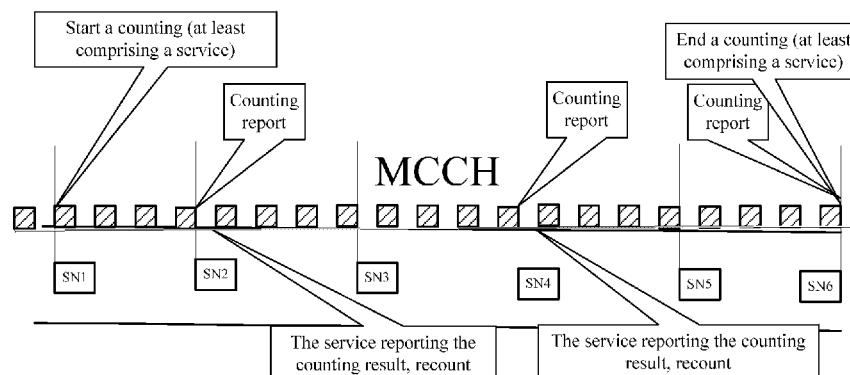 Start a counting (at least
comprising a service)
End a counting (at least
comprising a service)
Counting
report
Counting
report
Counting
report
MCCH
SN1
SN2
SN3
SN4
SN5
SN6
The service reporting the
counting result, recount
The service reporting the counting
result, recount